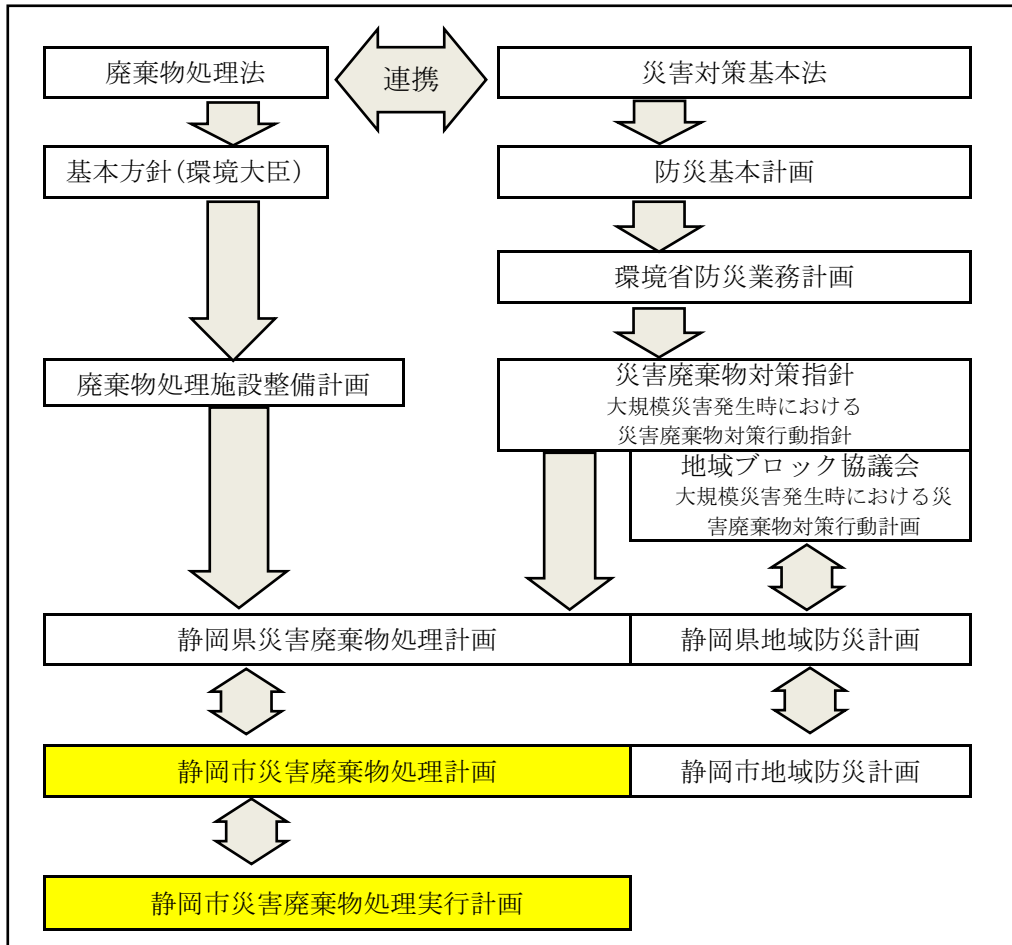 廃棄物処理法
連携
災害対策基本法
基本方針(環境大臣)
防災基本計画
環境省防災業務計画
廃棄物処理施設整備計画
災害廃棄物対策指針
大規模災害発生時における
災害廃棄物対策行動指針
地域ブロック協議会
大規模災害発生時における災
害廃棄物対策行動計画
静岡県災害廃棄物処理計画
静岡県地域防災計画
静岡市災害廃棄物処理計画
静岡市地域防災計画
静岡市災害廃棄物処理実行計画